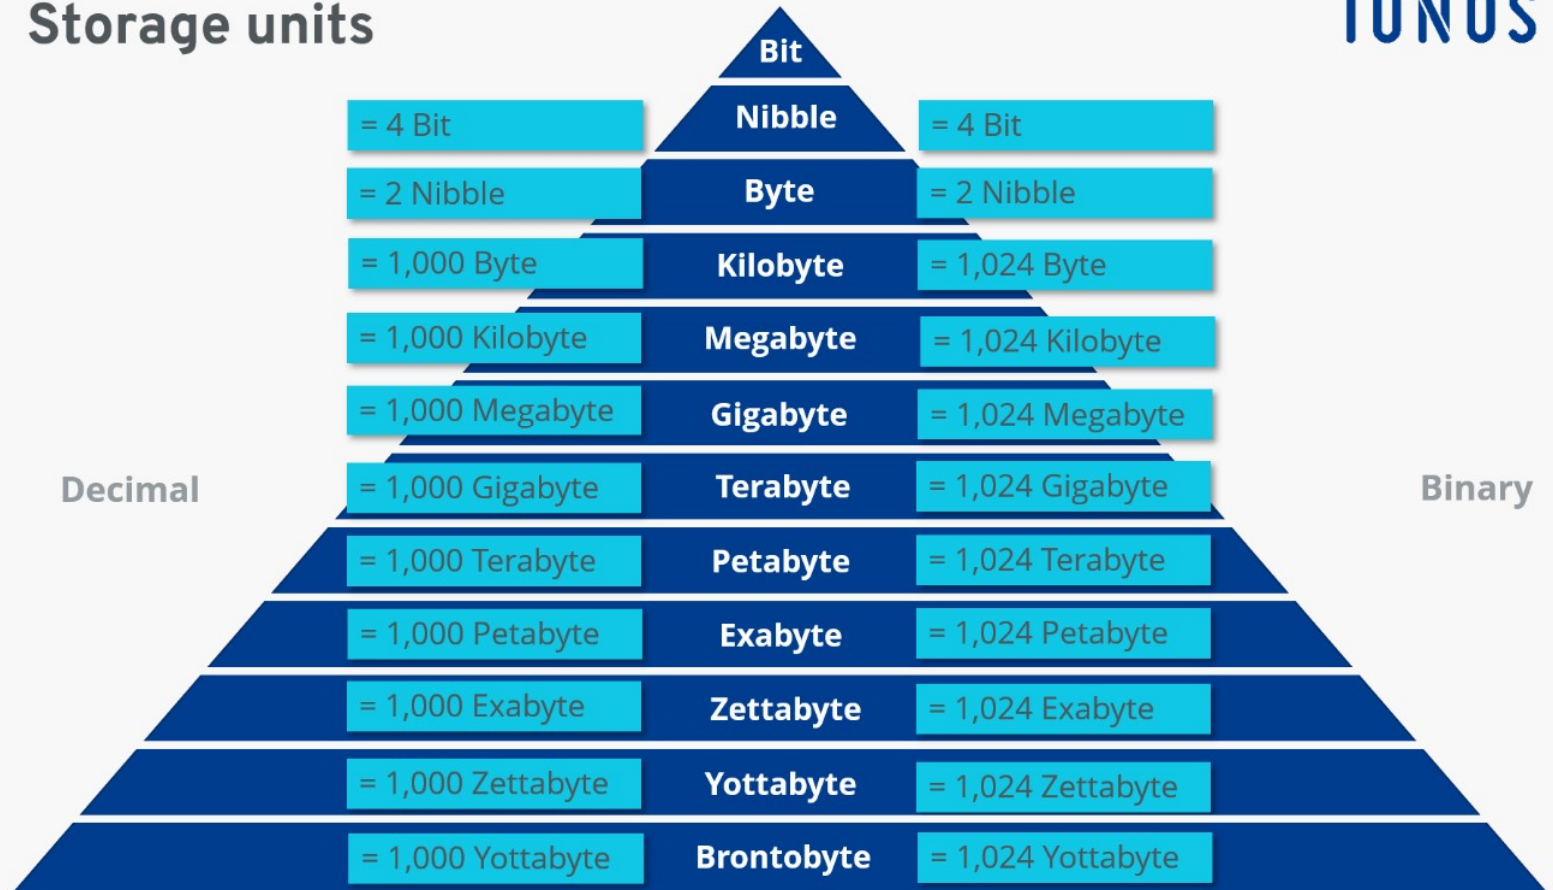 Storage units
IONOS
Bit
= 4 Bit Nibble = 4 Bit
= 2 Nibble Byte = 2 Nibble
= 1,000 Byte Kilobyte = 1,024 Byte
= 1,000 Kilobyte Megabyte = 1,024 Kilobyte
= 1,000 Megabyte Gigabyte = 1,024 Megabyte
Decimal = 1,000 Gigabyte Terabyte = 1,024 Gigabyte Binary
= 1,000 Terabyte Petabyte = 1,024 Terabyte
= 1,000 Petabyte Exabyte = 1,024 Petabyte
= 1,000 Exabyte Zettabyte = 1,024 Exabyte
= 1,000 Zettabyte Yottabyte = 1,024 Zettabyte
= 1,000 Yottabyte Brontobyte = 1,024 Yottabyte